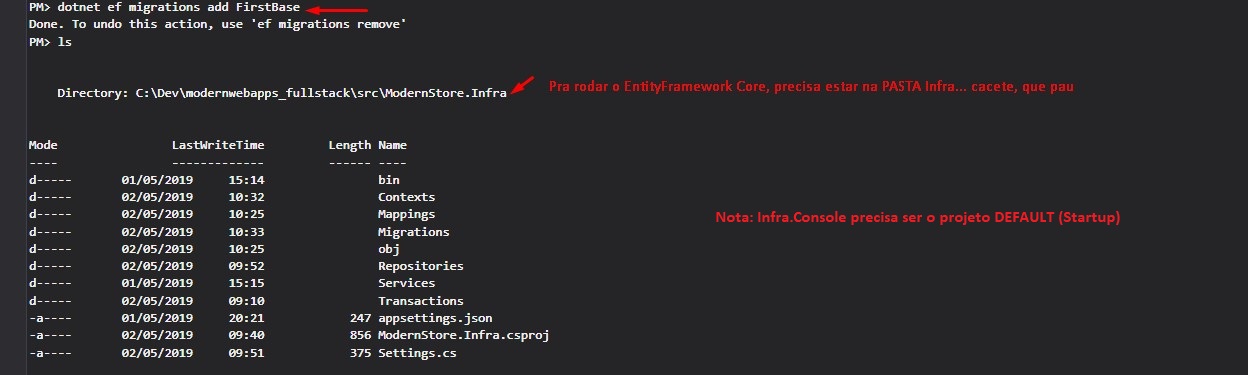 PM> dotnet ef migrations add FirstBase
Done. To undo this action, use 'ef migrations remove'
PM> ls
Directory: C:\Dev\modernwebapps_fullstack\src\ModernStore.Infra
Pra rodar o EntityFramework Core, precisa estar na PASTA Infra... cacete, que pau
Mode LastWriteTime Length Name
---- ------------- ------ ----
d----- 01/05/2019 15:14 bin
d----- 02/05/2019 10:32 Contexts
d----- 02/05/2019 10:25 Mappings
Nota: Infra.Console precisa ser o projeto DEFAULT (Startup)
d----- 02/05/2019 10:33 Migrations
d----- 02/05/2019 10:25 obj
d----- 02/05/2019 09:52 Repositories
d----- 01/05/2019 15:15 Services
d----- 02/05/2019 09:10 Transactions
-a---- 01/05/2019 20:21 247 appsettings.json
-a---- 02/05/2019 09:40 856 ModernStore.Infra.csproj
-a---- 02/05/2019 09:51 375 Settings.cs